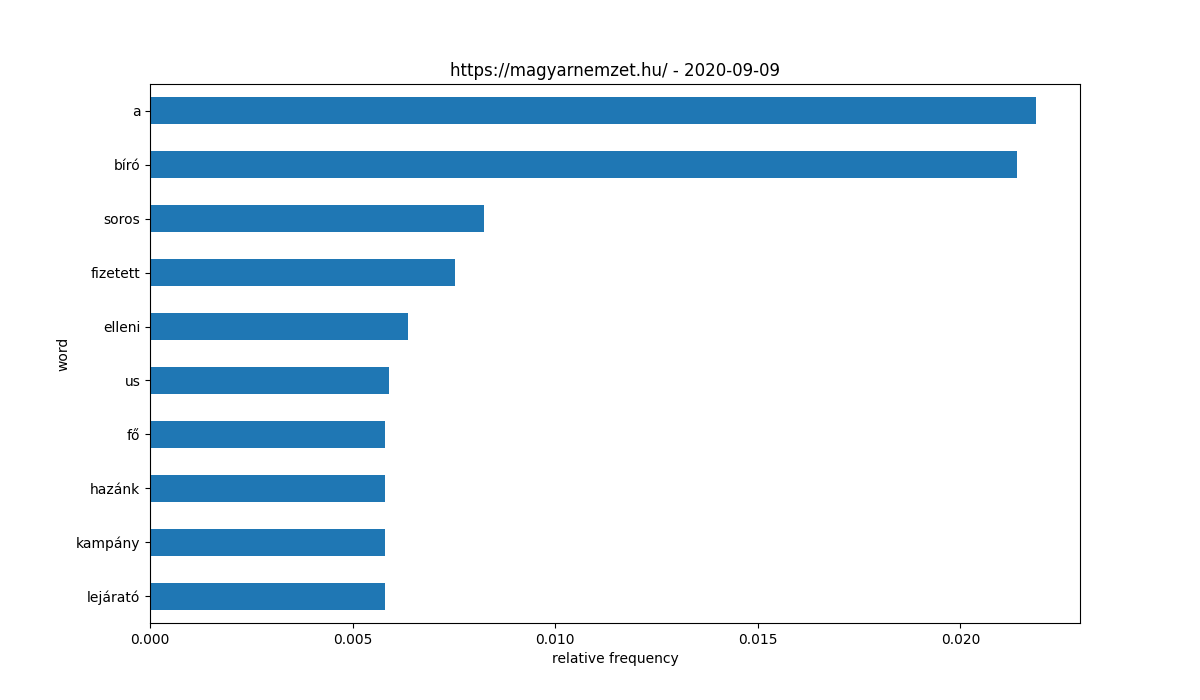 https://magyarnemzet.hu/ - 2020-09-09
word
a
bíró
soros
fizetett
elleni
us
fő
hazánk
kampány
lejárató
0.000 0.005 0.010 0.015 0.020
relative frequency